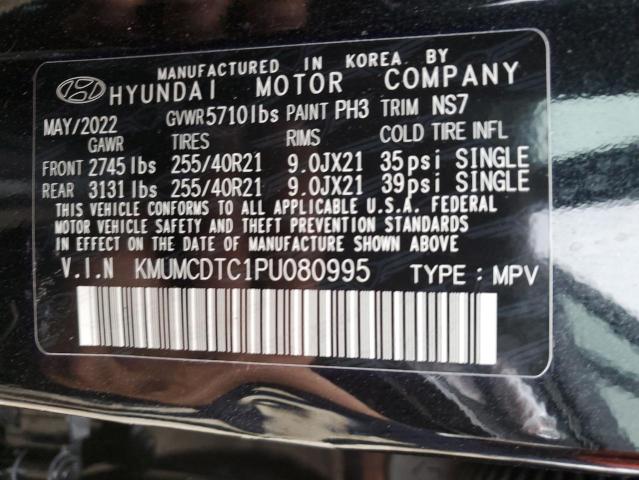 MANUFACTURED IN KOREA BY
HYUNDAI MOTOR COMPANY
MAY/2022 GVWR5710lbs PAINT PH3 TRIM NS7
GAWR TIRES RIMS COLD TIRE INFL
FRONT 2745lbs 255/40R21 9.0JX21 35psi SINGLE
REAR 3131lbs 255/40R21 9.0JX21 39psi SINGLE
THIS VEHICLE CONFORMS TO ALL APPLICABLE U.S.A. FEDERAL
MOTOR VEHICLE SAFETY AND THEFT PREVENTION STANDARDS
IN EFFECT ON THE DATE OF MANUFACTURE SHOWN ABOVE
V.I.N KMUMCDTC1PU080995 TYPE : MPV